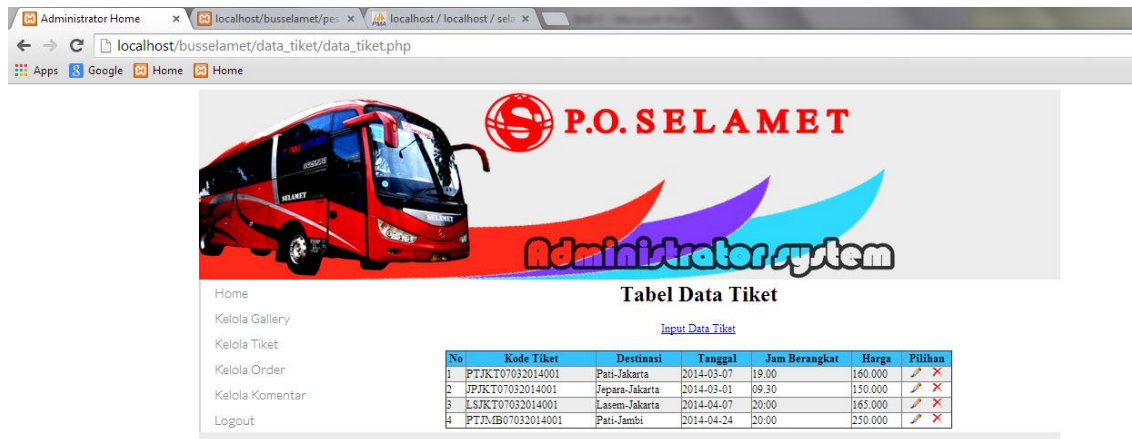 Administrator Home
localhost/busselamet/pes
localhost / localhost / sela
localhost/busselamet/data_tiket/data_tiket.php
Apps Google Home Home
P.O. SELAMET
SELAMET
SELAMET
Administrator system
Home
Kelola Gallery
Kelola Tiket
Kelola Order
Kelola Komentar
Logout
Tabel Data Tiket
Input Data Tiket
No Kode Tiket Destinasi Tanggal Jam Berangkat Harga Pilihan
1 PTJKT07032014001 Pati-Jakarta 2014-03-07 19.00 160.000
2 JPJKT07032014001 Jepara-Jakarta 2014-03-01 09.30 150.000
3 LSJKT07032014001 Lasem-Jakarta 2014-04-07 20:00 165.000
4 PTJMB07032014001 Pati-Jambi 2014-04-24 20:00 250.000